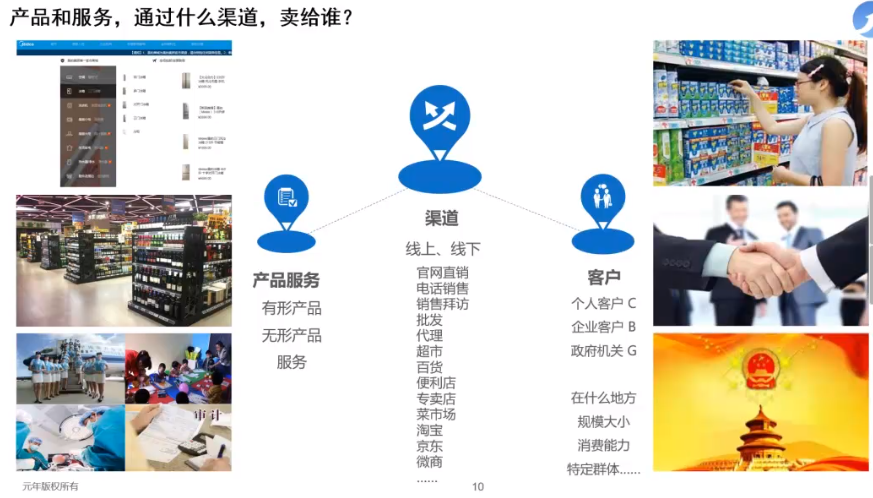 产品和服务，通过什么渠道，卖给谁？
渠道
线上、线下
官网直销
电话销售
销售拜访
批发
代理
超市
百货
便利店
专卖店
菜市场
淘宝
京东
微商
......
产品服务
有形产品
无形产品
服务
客户
个人客户 C
企业客户 B
政府机关 G
在什么地方
规模大小
消费能力
特定群体......
审计
元年版权所有
10